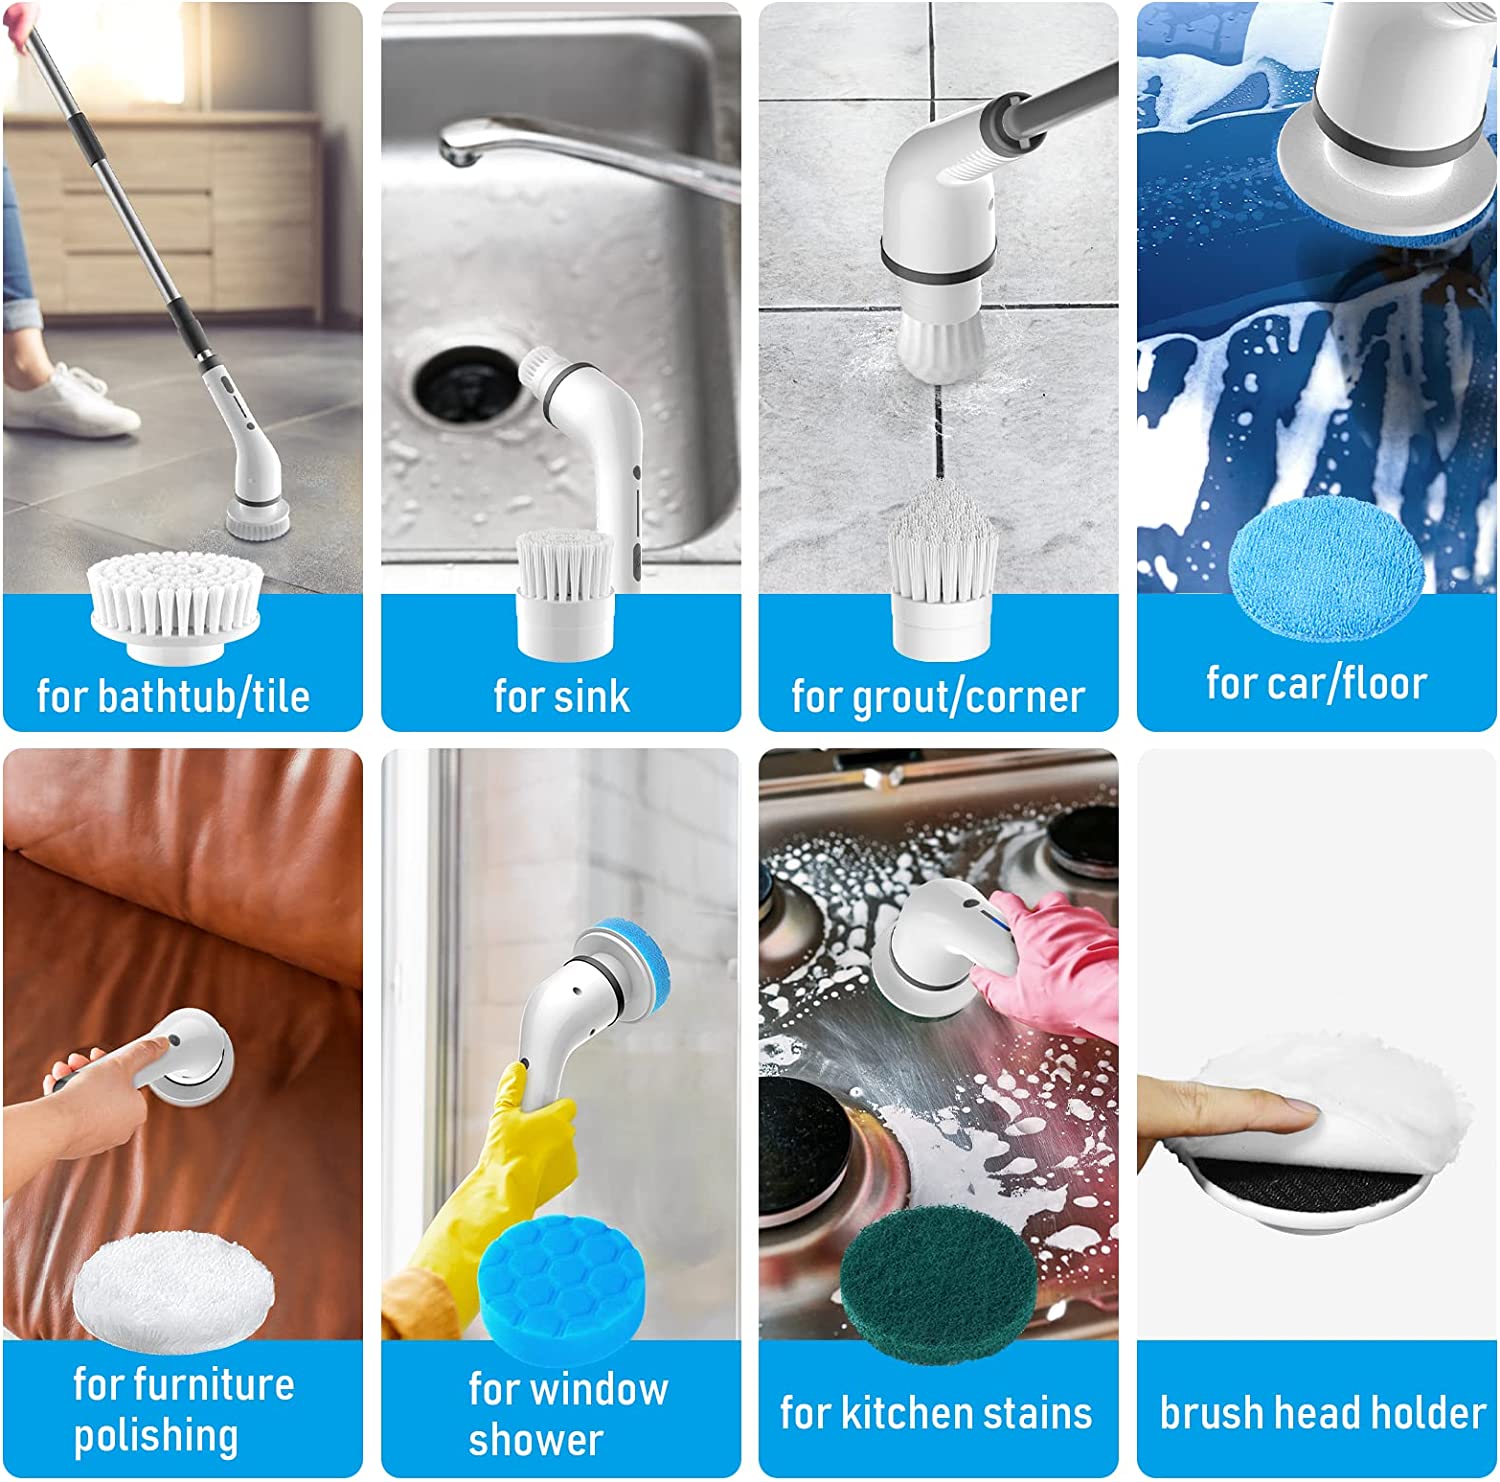 for bathtub/tile
for sink
for grout/corner
for car/floor
for furniture
polishing
for window
shower
for kitchen stains
brush head holder